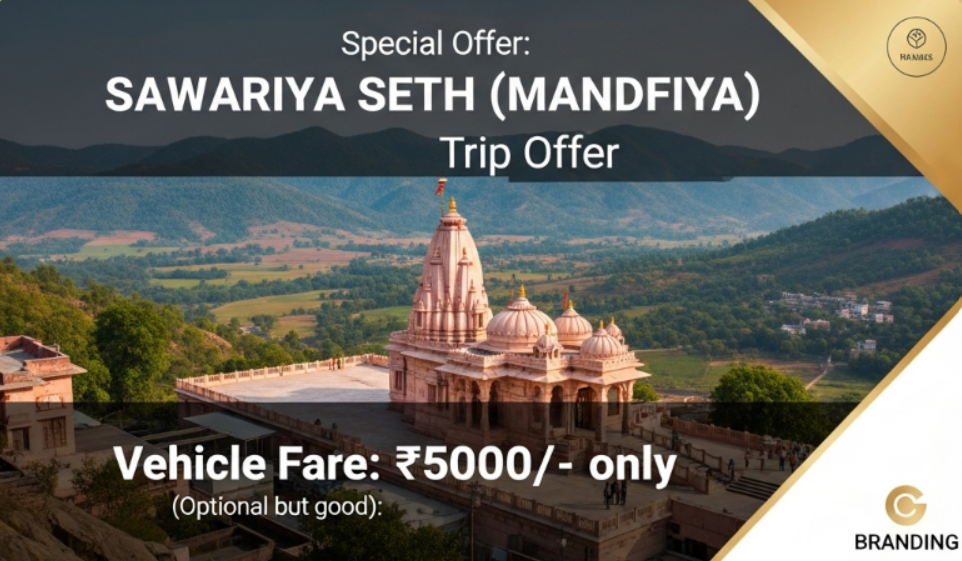 Special Offer:
SAWARIYA SETH (MANDFIYA)
Trip Offer
Vehicle Fare: ₹5000/- only
(Optional but good):
BRANDING